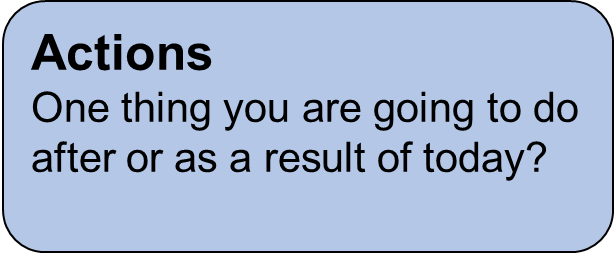 Actions
One thing you are going to do
after or as a result of today?